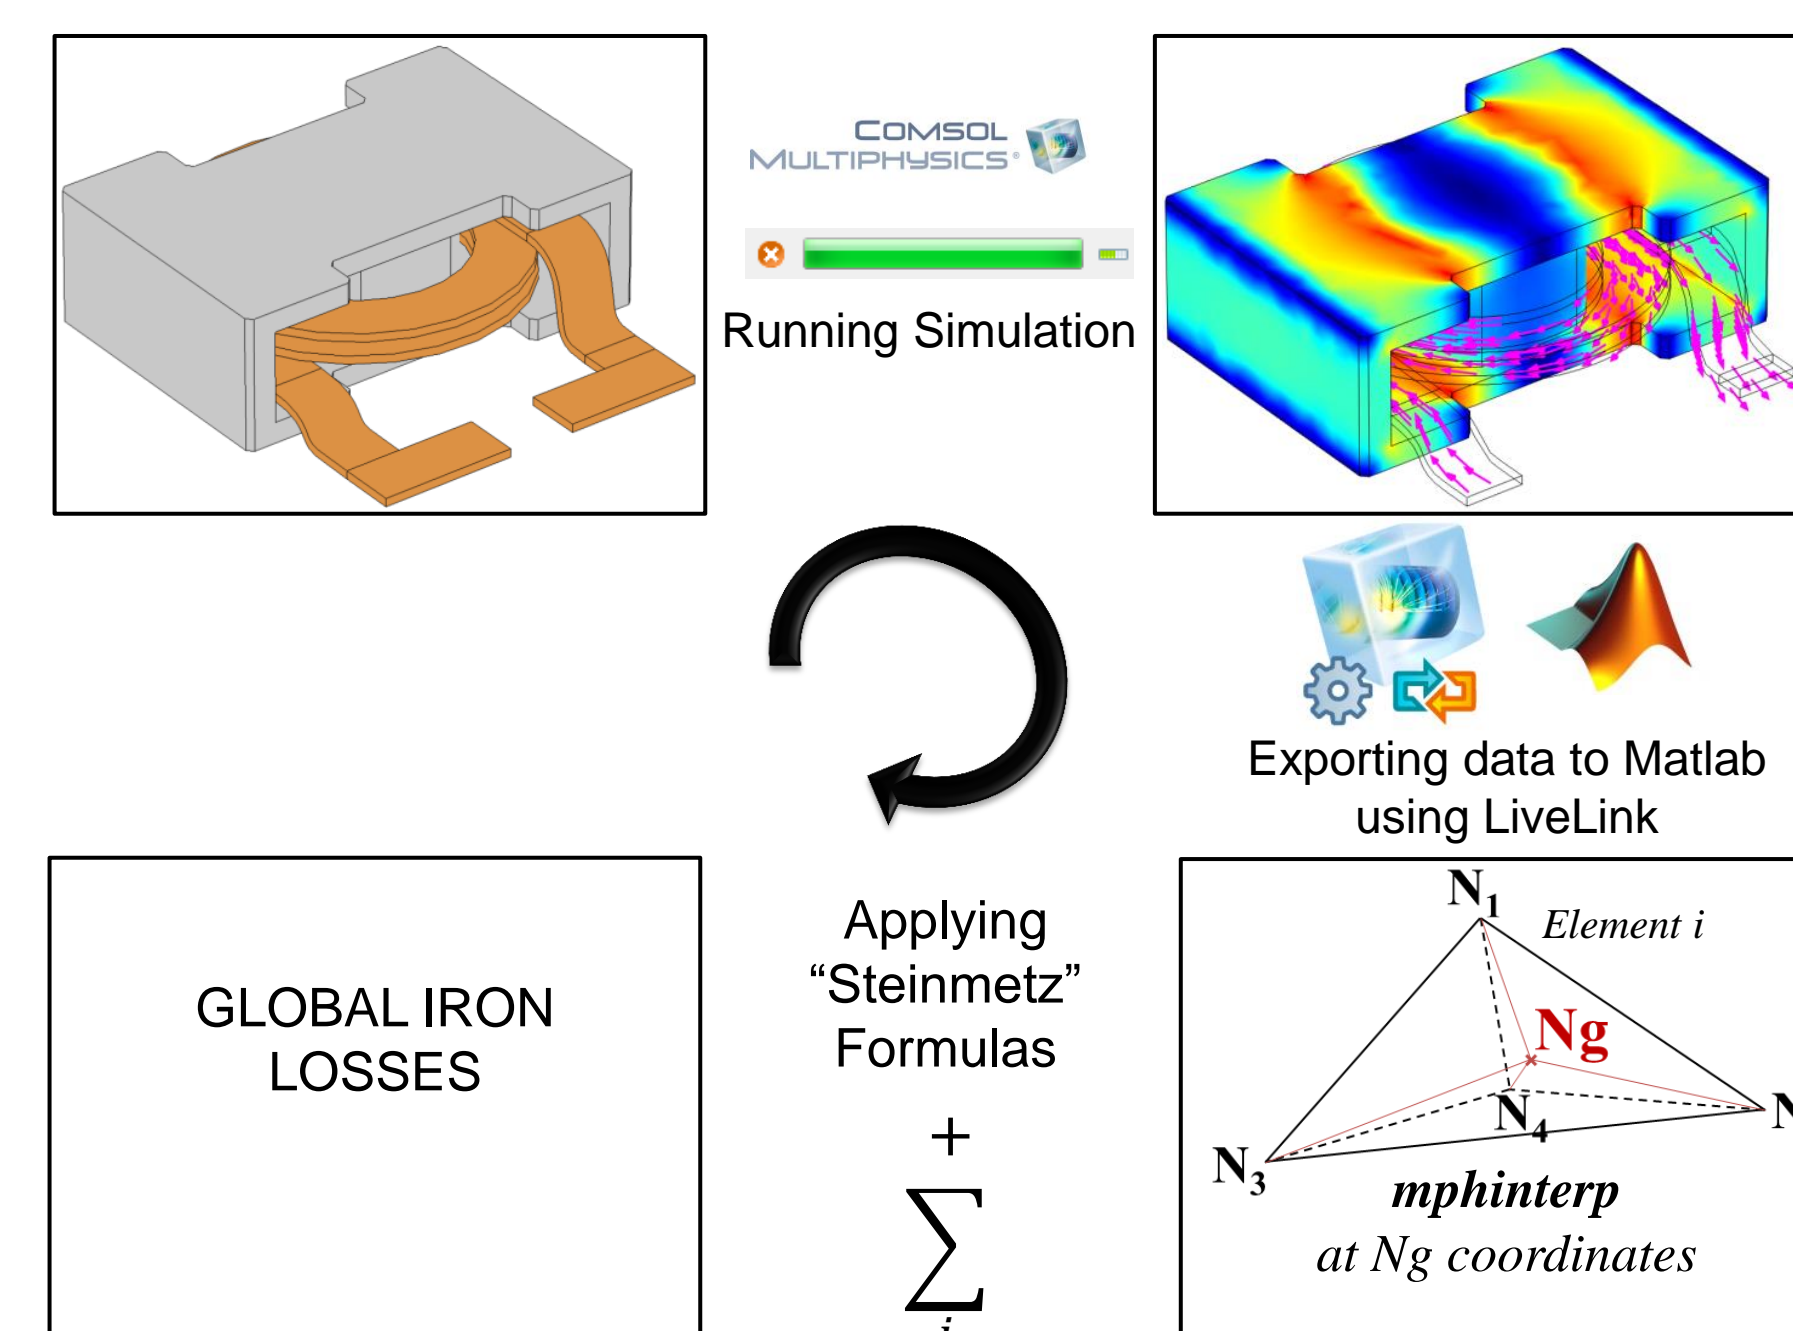 COMSOL
MULTIPHYSICS®
Running Simulation
Exporting data to Matlab
using LiveLink
GLOBAL IRON
LOSSES
Applying
“Steinmetz”
Formulas
+
∑
i
N1
Element i
Ng
N4
N3
mphinterp
at Ng coordinates